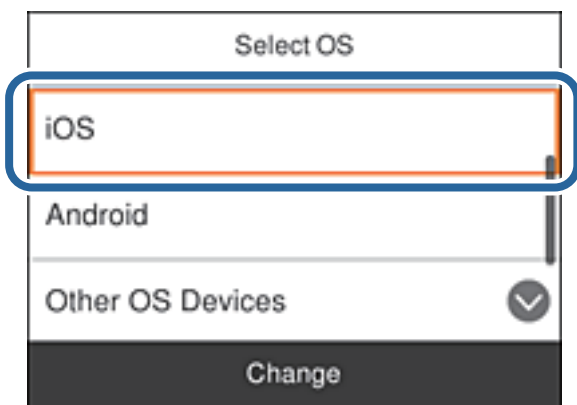 Select OS
iOS
Android
Other OS Devices
Change